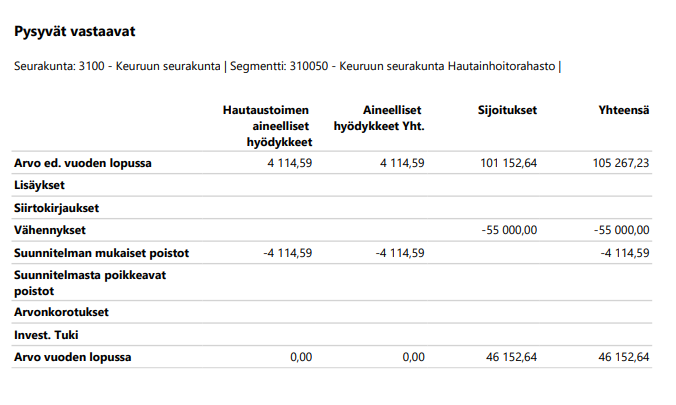 Pysyvät vastaavat
Seurakunta: 3100 - Keuruun seurakunta | Segmentti: 310050 - Keuruun seurakunta Hautainhoitorahasto |
Hautaustoimen aineelliset hyödykkeet Aineelliset hyödykkeet Yht. Sijoitukset Yhteensä
Arvo ed. vuoden lopussa 4 114,59 4 114,59 101 152,64 105 267,23
Lisäykset
Siirtokirjaukset
Vähennykset -55 000,00 -55 000,00
Suunnitelman mukaiset poistot -4 114,59 -4 114,59 -4 114,59
Suunnitelmasta poikkeavat
poistot
Arvonkorotukset
Invest. Tuki
Arvo vuoden lopussa 0,00 0,00 46 152,64 46 152,64